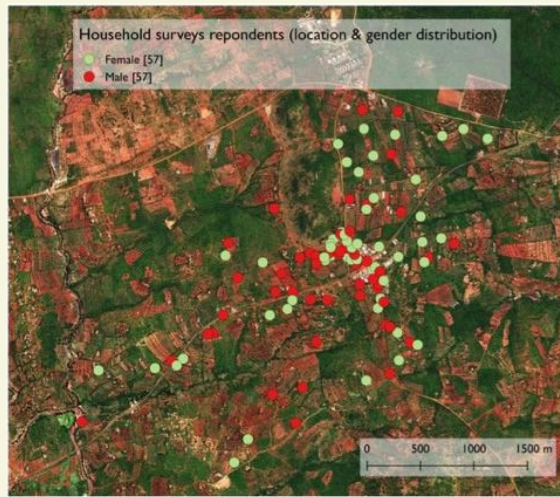 Household surveys repondents (location & gender distribution)
Female [57]
Male [57]
0 500 1000 1500 m